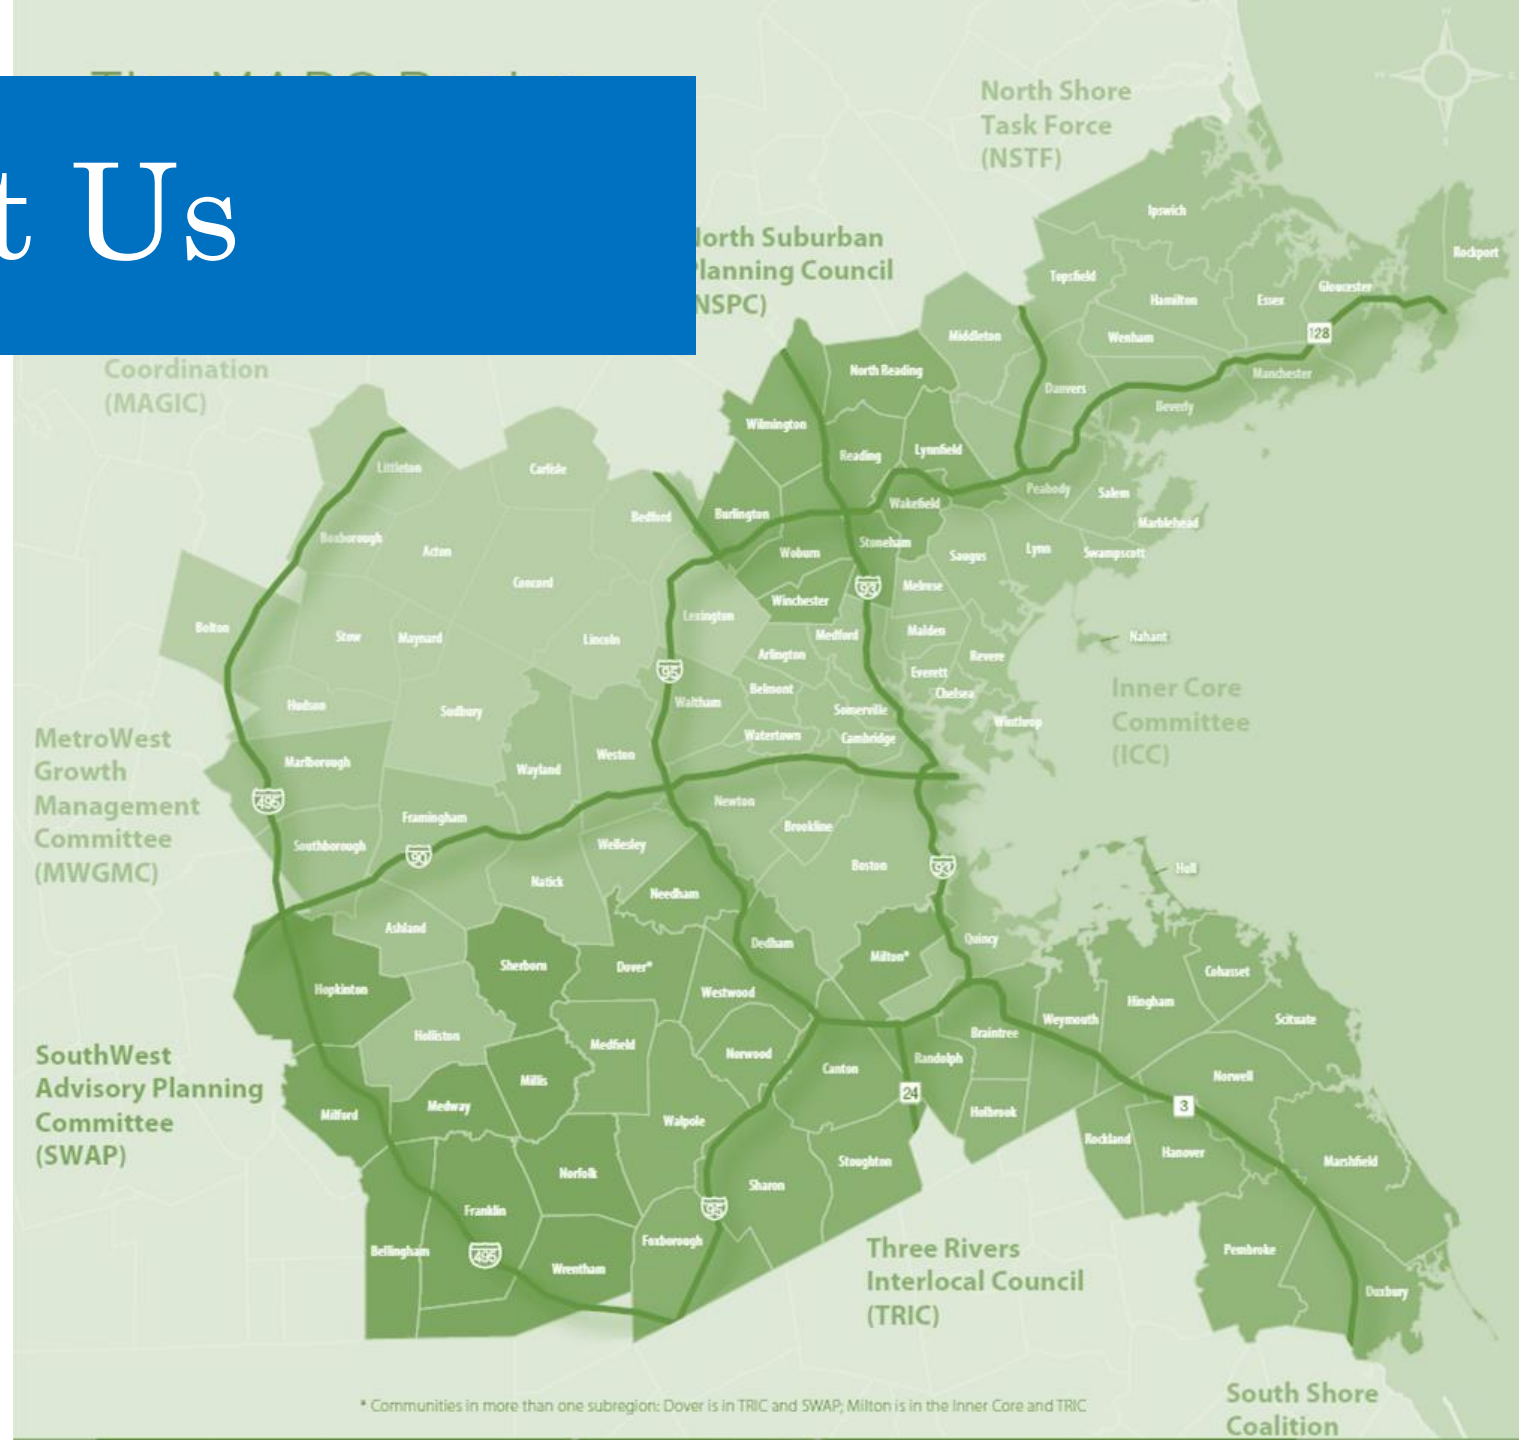 t Us
North Shore
Task Force
(NSTF)
North Suburban
Planning Council
NSPC)
Coordination
(MAGIC)
Ipswich
Rockport
Topsfield
Hamilton
Essex
Gloucester
128
Middleton
Wenham
Manchester
North Reading
Danvers
Beverly
Wilmington
Reading
Lynnfield
Littleton
Carlisle
Peabody
Salem
Wakefield
Bedford
Burlington
Marblehead
Boxborough
Acton
Woburn
Stoneham
Saugus
Lynn
Swampscott
Concord
93
Melrose
Winchester
Lexington
Bolton
Stow
Maynard
Lincoln
Medford
Malden
Nahant
Arlington
Revere
95
Everett
Belmont
Chelsea
Inner Core
Committee
(ICC)
Hudson
Sudbury
Waltham
Somerville
Winthrop
Watertown
Cambridge
MetroWest
Growth
Management
Committee
(MWGMC)
Marlborough
Wayland
Weston
495
Newton
Framingham
Brookline
Southborough
90
Wellesley
Boston
93
Hull
Natick
Needham
Ashland
Dedham
Quincy
Sherborn
Dover*
Milton*
Cohasset
Hopkinton
Westwood
Hingham
Weymouth
Scituate
Holliston
Medfield
Norwood
Braintree
Randolph
Canton
SouthWest
Advisory Planning
Committee
(SWAP)
Millis
Norwell
24
Medway
Milford
Walpole
Holbrook
3
Rockland
Hanover
Stoughton
Marshfield
Norfolk
Sharon
Franklin
95
Foxborough
Bellingham
495
Wrentham
Three Rivers
Interlocal Council
(TRIC)
Pembroke
Duxbury
* Communities in more than one subregion: Dover is in TRIC and SWAP; Milton is in the Inner Core and TRIC
South Shore
Coalition